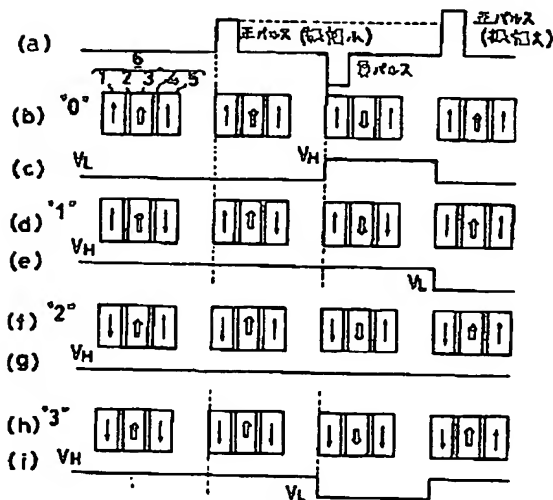 (a)
正パルス
(振幅小)
負パルス
正パルス
(振幅大)
6
1 2 3 4 5
(b) "0"
(c) VL VH
(d) "1"
(e) VH VL
(f) "2"
(g) VH
(h) "3"
(i) VH VL